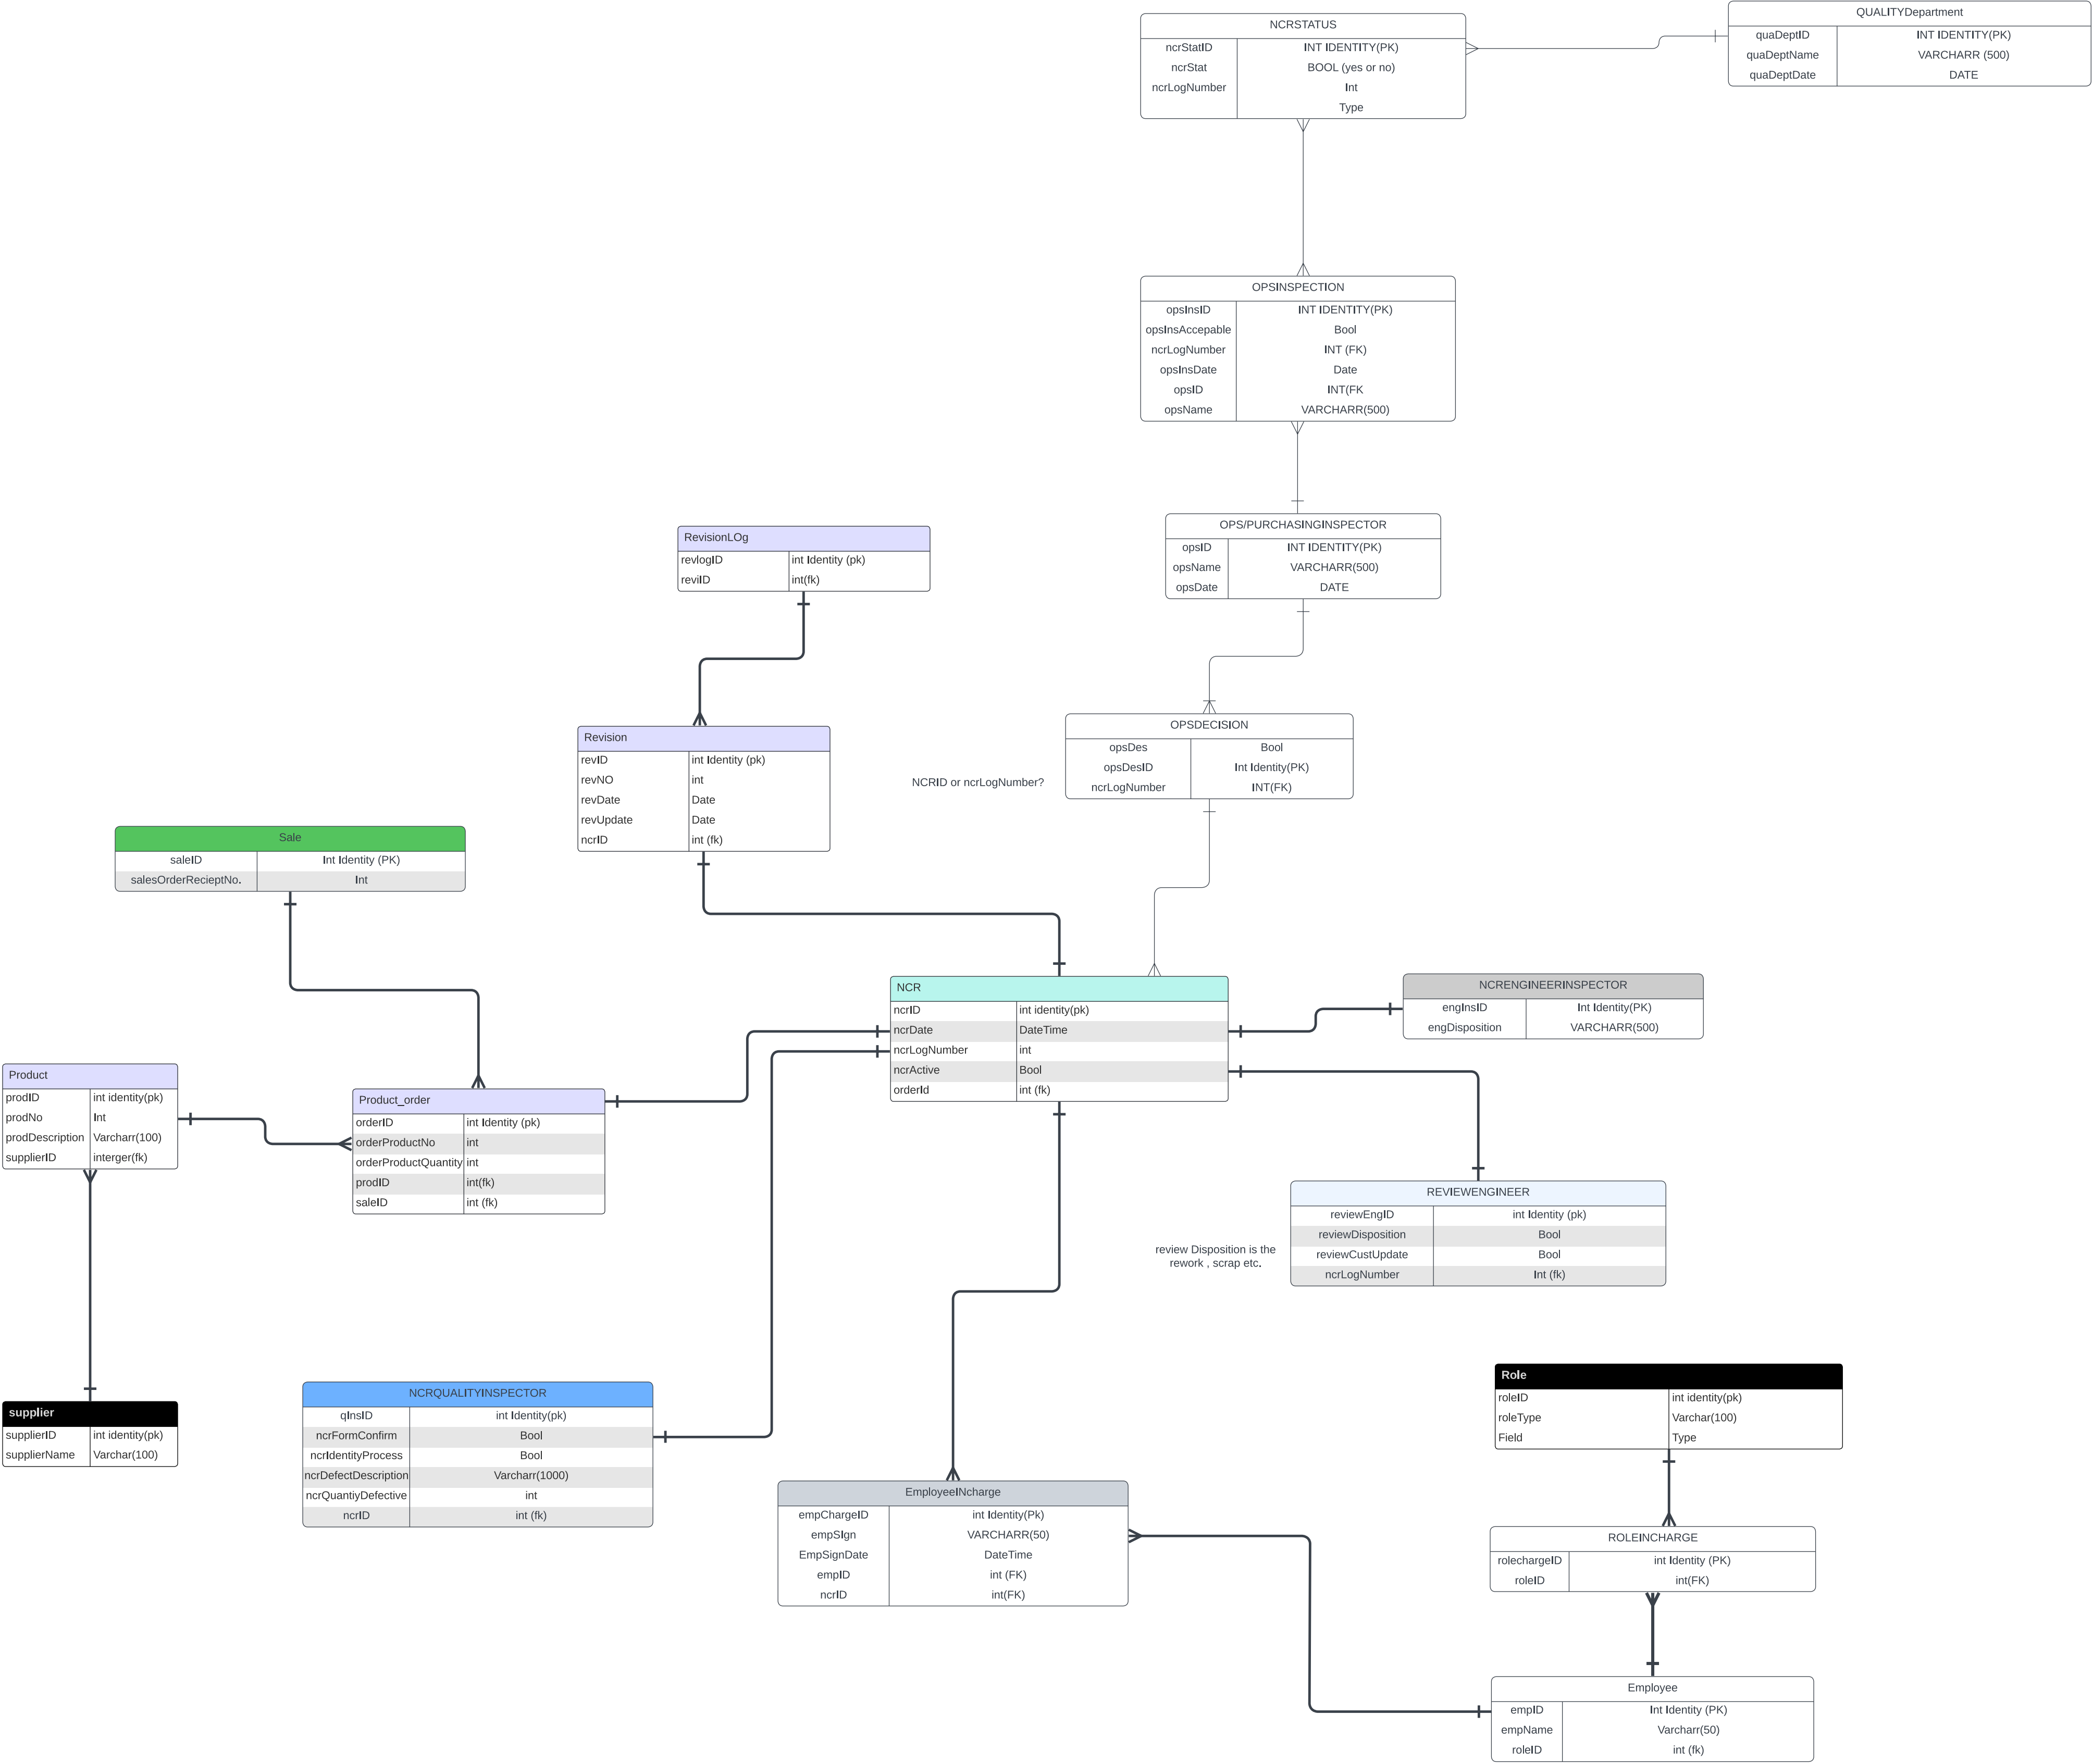 NCRSTATUS
ncrStatID INT IDENTITY(PK)
ncrStat BOOL (yes or no)
ncrLogNumber Int
Type
QUALITYDepartment
quaDeptID INT IDENTITY(PK)
quaDeptName VARCHARR (500)
quaDeptDate DATE
OPSINSPECTION
opsInsID INT IDENTITY(PK)
opsInsAccepable Bool
ncrLogNumber INT (FK)
opsInsDate Date
opsID INT(FK
opsName VARCHARR(500)
OPS/PURCHASINGINSPECTOR
opsID INT IDENTITY(PK)
opsName VARCHARR(500)
opsDate DATE
RevisionLOg
revlogID int Identity (pk)
reviID int(fk)
OPSDECISION
opsDes Bool
opsDesID Int Identity(PK)
ncrLogNumber INT(FK)
NCRID or ncrLogNumber?
Revision
revID int Identity (pk)
revNO int
revDate Date
revUpdate Date
ncrID int (fk)
Sale
saleID Int Identity (PK)
salesOrderRecieptNo. Int
NCR
ncrID int identity(pk)
ncrDate DateTime
ncrLogNumber int
ncrActive Bool
orderId int (fk)
NCRENGINEERINSPECTOR
engInsID Int Identity(PK)
engDisposition VARCHARR(500)
Product
prodID int identity(pk)
prodNo Int
prodDescription Varcharr(100)
supplierID interger(fk)
Product_order
orderID int Identity (pk)
orderProductNo int
orderProductQuantity int
prodID int(fk)
saleID int (fk)
REVIEWENGINEER
reviewEngID int Identity (pk)
reviewDisposition Bool
reviewCustUpdate Bool
ncrLogNumber Int (fk)
review Disposition is the
rework , scrap etc.
supplier
supplierID int identity(pk)
supplierName Varchar(100)
NCRQUALITYINSPECTOR
qInsID int Identity(pk)
ncrFormConfirm Bool
ncrIdentityProcess Bool
ncrDefectDescription Varcharr(1000)
ncrQuantiyDefective int
ncrID int (fk)
Role
roleID int identity(pk)
roleType Varchar(100)
Field Type
EmployeeINcharge
empChargeID int Identity(Pk)
empSIgn VARCHARR(50)
EmpSignDate DateTime
empID int (FK)
ncrID int(FK)
ROLEINCHARGE
rolechargeID int Identity (PK)
roleID int(FK)
Employee
empID Int Identity (PK)
empName Varchar(50)
roleID int (fk)